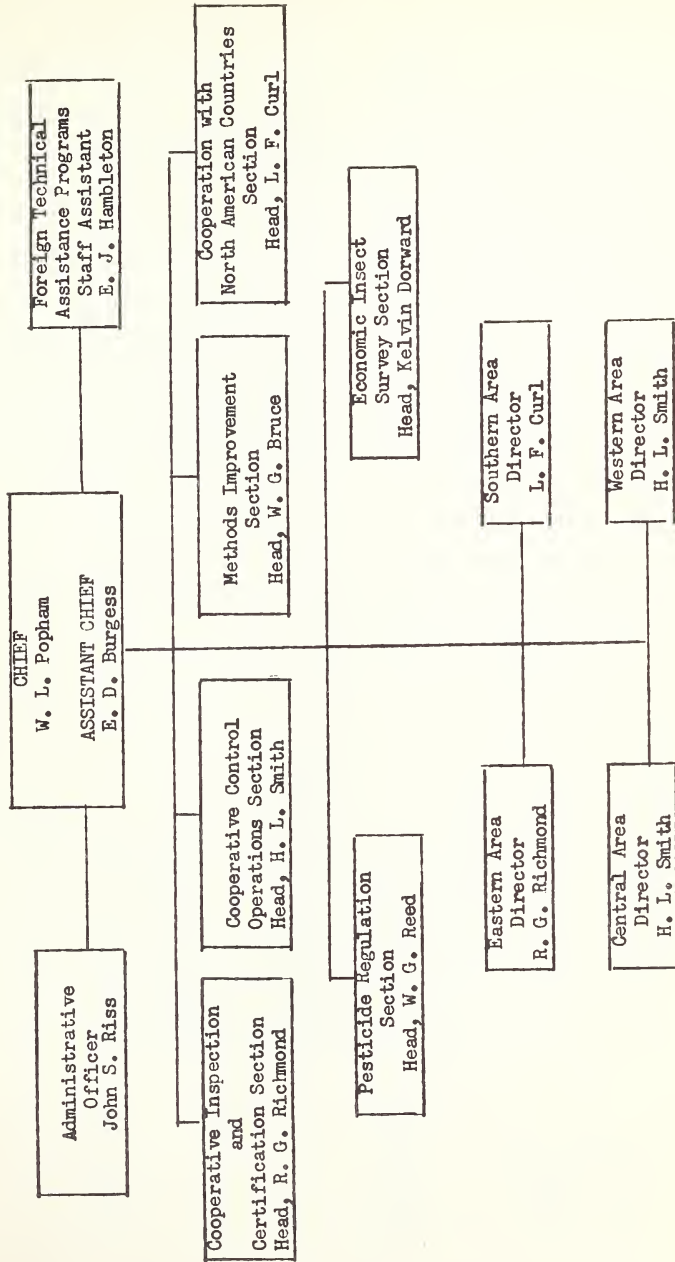 CHIEF
W. L. Popham
ASSISTANT CHIEF
E. D. Burgess
Administrative
Officer
John S. Riss
Foreign Technical
Assistance Programs
Staff Assistant
E. J. Hambleton
Cooperative Inspection
and
Certification Section
Head, R. G. Richmond
Cooperative Control
Operations Section
Head, H. L. Smith
Methods Improvement
Section
Head, W. G. Bruce
Cooperation with
North American Countries
Section
Head, L. F. Curl
Pesticide Regulation
Section
Head, W. G. Reed
Economic Insect
Survey Section
Head, Kelvin Dorward
Eastern Area
Director
R. G. Richmond
Southern Area
Director
L. F. Curl
Central Area
Director
H. L. Smith
Western Area
Director
H. L. Smith